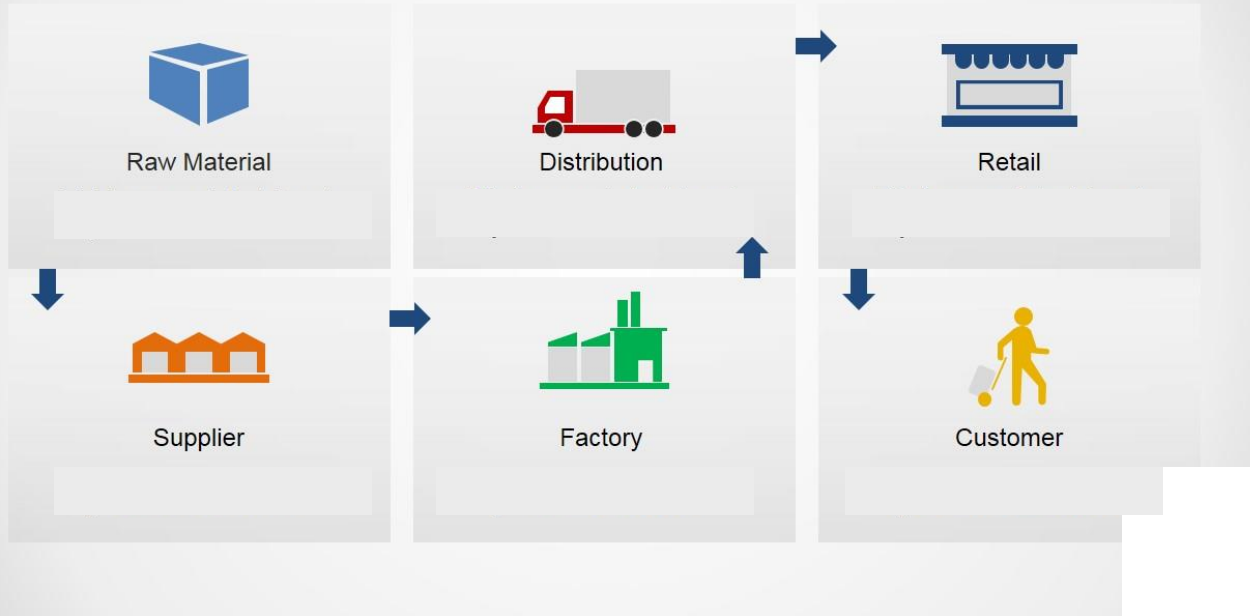 Raw Material
Distribution
Retail
Supplier
Factory
Customer